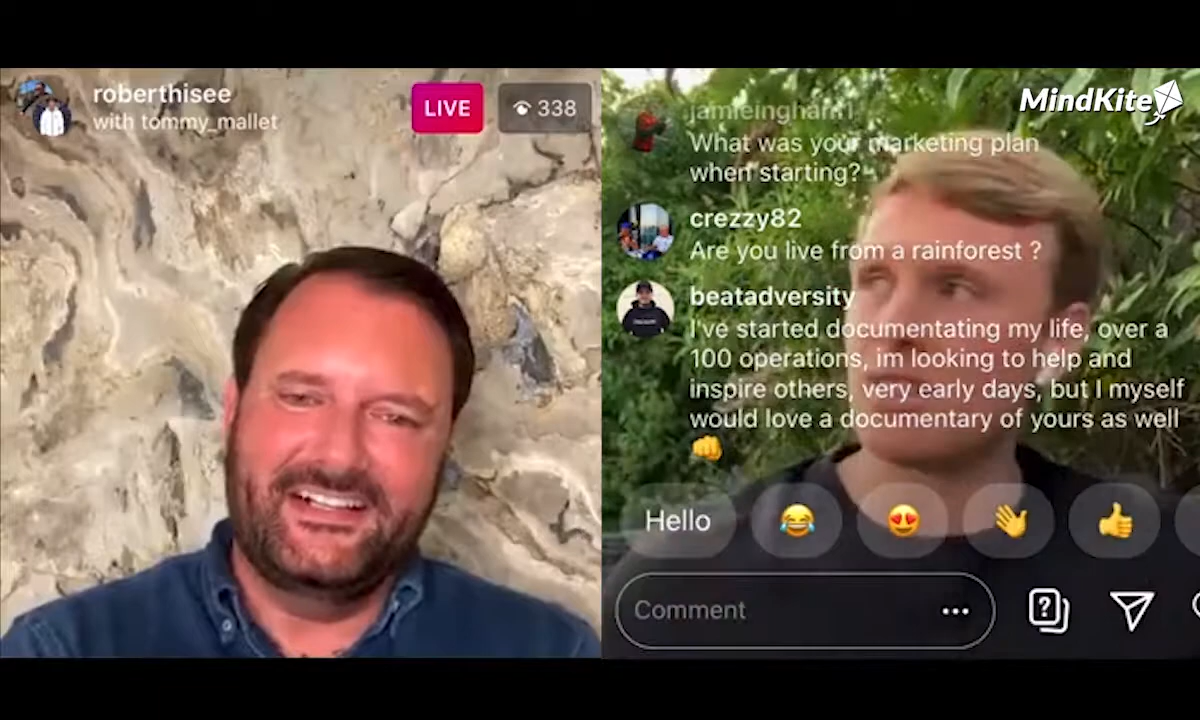 roberthisee
with tommy_mallet
LIVE
338
MindKite
jamieingham1
What was your marketing plan
when starting?
crezzy82
Are you live from a rainforest ?
beatadversity
I've started documentating my life, over a
100 operations, im looking to help and
inspire others, very early days, but I myself
would love a documentary of yours as well
👊
Hello
Comment